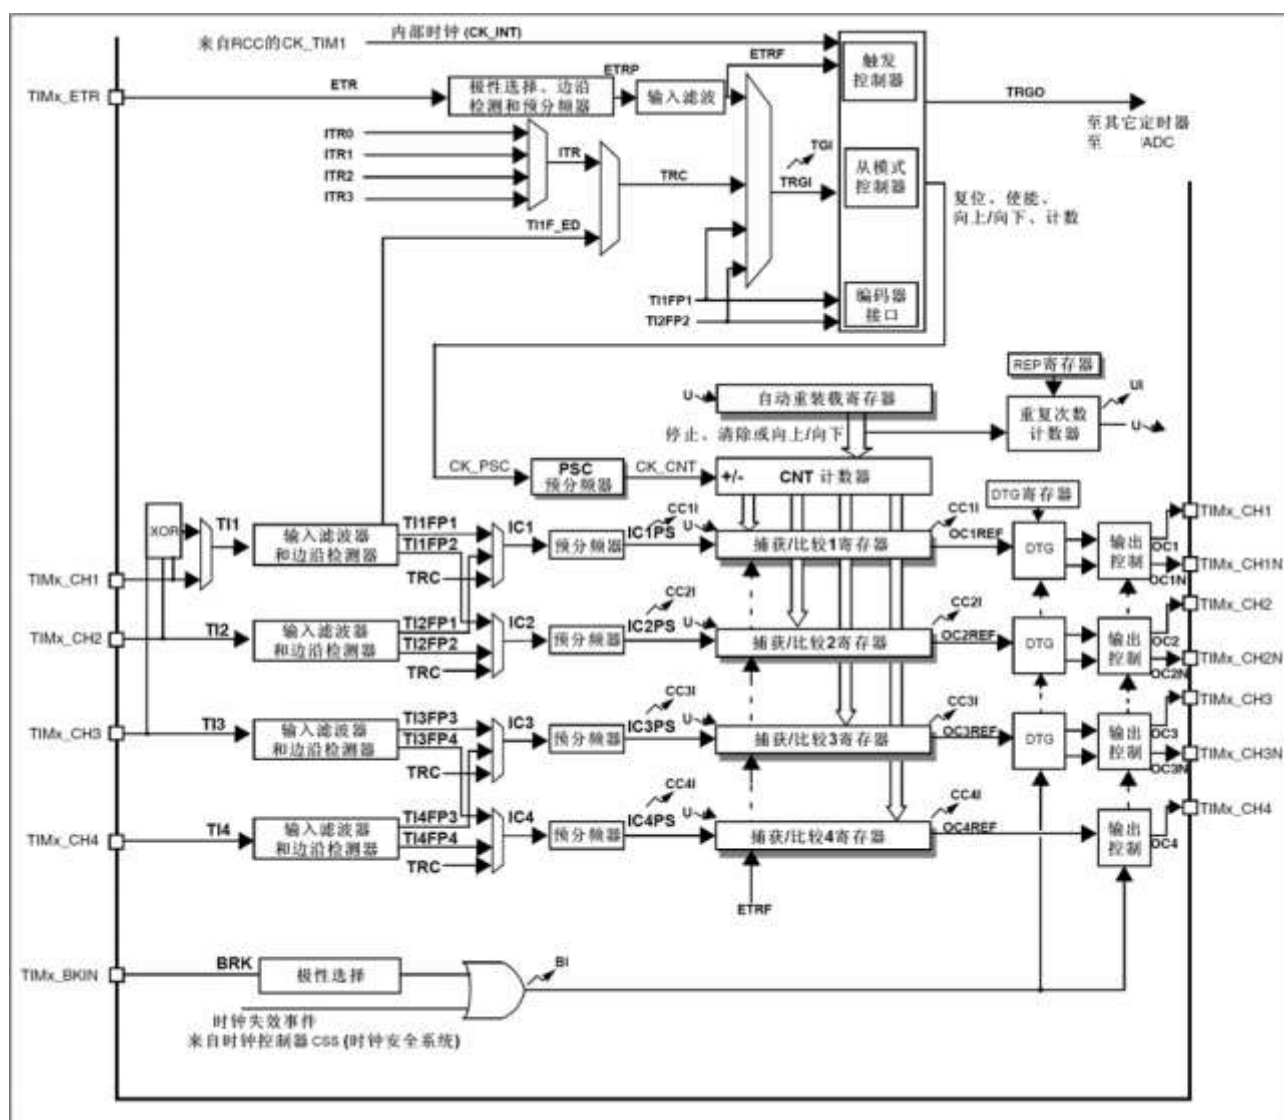 来自RCC的CK_TIM1
内部时钟 (CK_INT)
TIMx_ETR
ETR
极性选择、边沿
检测和预分频器
ETRP
输入滤波
ETRF
触发
控制器
TRGO
至其它定时器
至 /ADC
ITR0
ITR1
ITR2
ITR3
ITR
TRC
TI1F_ED
TGI
TRGI
从模式
控制器
复位、使能、
向上/向下、计数
TI1FP1
TI2FP2
编码器
接口
REP寄存器
U
自动重装载寄存器
UI
重复次数
计数器
U
停止、清除或向上/向下
CK_PSC
PSC
预分频器
CK_CNT
+/-
CNT 计数器
DTG寄存器
XOR
TI1
输入滤波器
和边沿检测器
TI1FP1
TI1FP2
TRC
IC1
预分频器
IC1PS
CC1I
U
捕获/比较1寄存器
CC1I
OC1REF
DTG
输出
控制
OC1
OC1N
TIMx_CH1
TIMx_CH1N
TIMx_CH1
TIMx_CH2
TI2
输入滤波器
和边沿检测器
TI2FP1
TI2FP2
TRC
IC2
预分频器
IC2PS
CC2I
U
捕获/比较2寄存器
CC2I
OC2REF
DTG
输出
控制
OC2
OC2N
TIMx_CH2
TIMx_CH2N
TIMx_CH3
TI3
输入滤波器
和边沿检测器
TI3FP3
TI3FP4
TRC
IC3
预分频器
IC3PS
CC3I
U
捕获/比较3寄存器
CC3I
OC3REF
DTG
输出
控制
OC3
OC3N
TIMx_CH3
TIMx_CH3N
TIMx_CH4
TI4
输入滤波器
和边沿检测器
TI4FP3
TI4FP4
TRC
IC4
预分频器
IC4PS
CC4I
U
捕获/比较4寄存器
CC4I
OC4REF
输出
控制
OC4
TIMx_CH4
ETRF
TIMx_BKIN
BRK
极性选择
BI
时钟失效事件
来自时钟控制器 CSS (时钟安全系统)